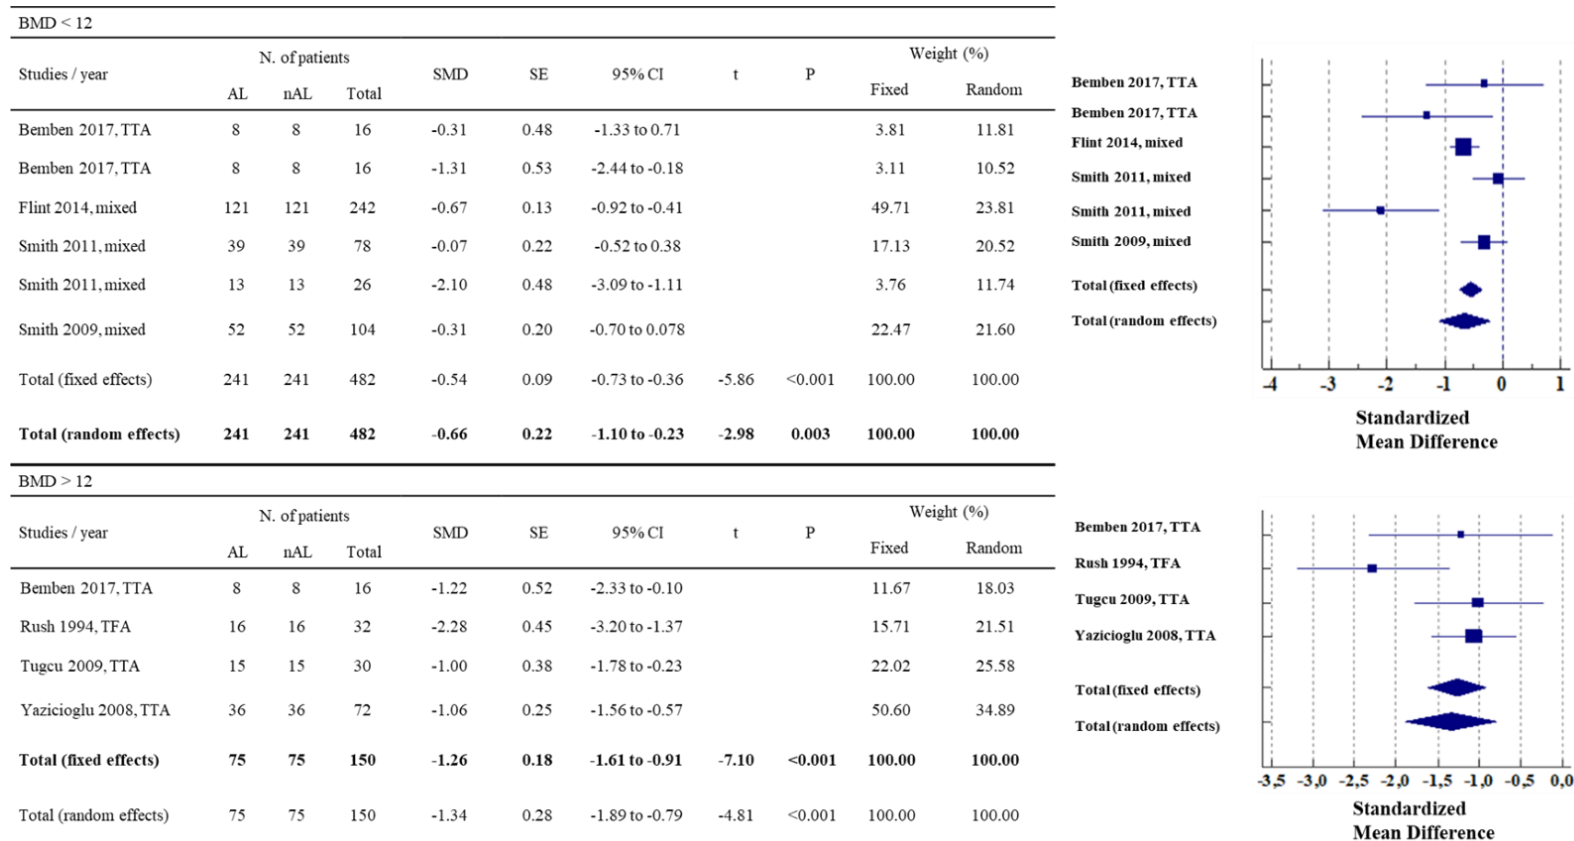 BMD < 12
Studies / year N. of patients SMD SE 95% CI t P Weight (%)
AL nAL Total Fixed Random
Bemben 2017, TTA 8 8 16 -0.31 0.48 -1.33 to 0.71 3.81 11.81
Bemben 2017, TTA 8 8 16 -1.31 0.53 -2.44 to -0.18 3.11 10.52
Flint 2014, mixed 121 121 242 -0.67 0.13 -0.92 to -0.41 49.71 23.81
Smith 2011, mixed 39 39 78 -0.07 0.22 -0.52 to 0.38 17.13 20.52
Smith 2011, mixed 13 13 26 -2.10 0.48 -3.09 to -1.11 3.76 11.74
Smith 2009, mixed 52 52 104 -0.31 0.20 -0.70 to 0.078 22.47 21.60
Total (fixed effects) 241 241 482 -0.54 0.09 -0.73 to -0.36 -5.86 <0.001 100.00 100.00
Total (random effects) 241 241 482 -0.66 0.22 -1.10 to -0.23 -2.98 0.003 100.00 100.00
Bemben 2017, TTA
Bemben 2017, TTA
Flint 2014, mixed
Smith 2011, mixed
Smith 2011, mixed
Smith 2009, mixed
Total (fixed effects)
Total (random effects)
-4 -3 -2 -1 0 1
Standardized
Mean Difference
BMD > 12
Studies / year N. of patients SMD SE 95% CI t P Weight (%)
AL nAL Total Fixed Random
Bemben 2017, TTA 8 8 16 -1.22 0.52 -2.33 to -0.10 11.67 18.03
Rush 1994, TFA 16 16 32 -2.28 0.45 -3.20 to -1.37 15.71 21.51
Tugcu 2009, TTA 15 15 30 -1.00 0.38 -1.78 to -0.23 22.02 25.58
Yazicioglu 2008, TTA 36 36 72 -1.06 0.25 -1.56 to -0.57 50.60 34.89
Total (fixed effects) 75 75 150 -1.26 0.18 -1.61 to -0.91 -7.10 <0.001 100.00 100.00
Total (random effects) 75 75 150 -1.34 0.28 -1.89 to -0.79 -4.81 <0.001 100.00 100.00
Bemben 2017, TTA
Rush 1994, TFA
Tugcu 2009, TTA
Yazicioglu 2008, TTA
Total (fixed effects)
Total (random effects)
-3,5 -3,0 -2,5 -1,5 -1,5 -1,0 -0,5 0,0
Standardized
Mean Difference